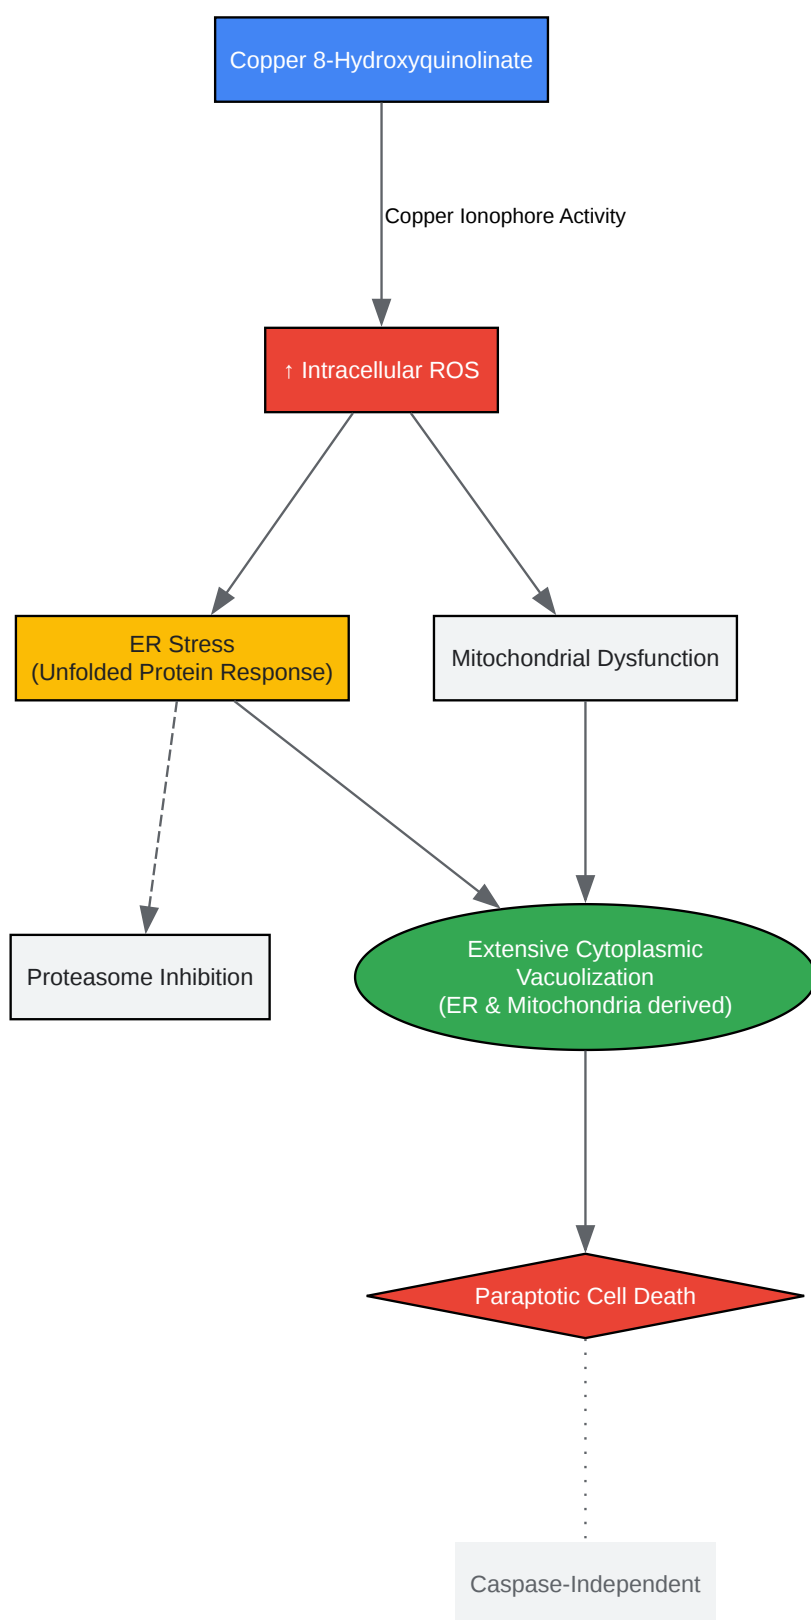 Copper 8-Hydroxyquinolinate
Copper Ionophore Activity
↑ Intracellular ROS
ER Stress
(Unfolded Protein Response)
Mitochondrial Dysfunction
Proteasome Inhibition
Extensive Cytoplasmic
Vacuolization
(ER & Mitochondria derived)
Paraptotic Cell Death
Caspase-Independent